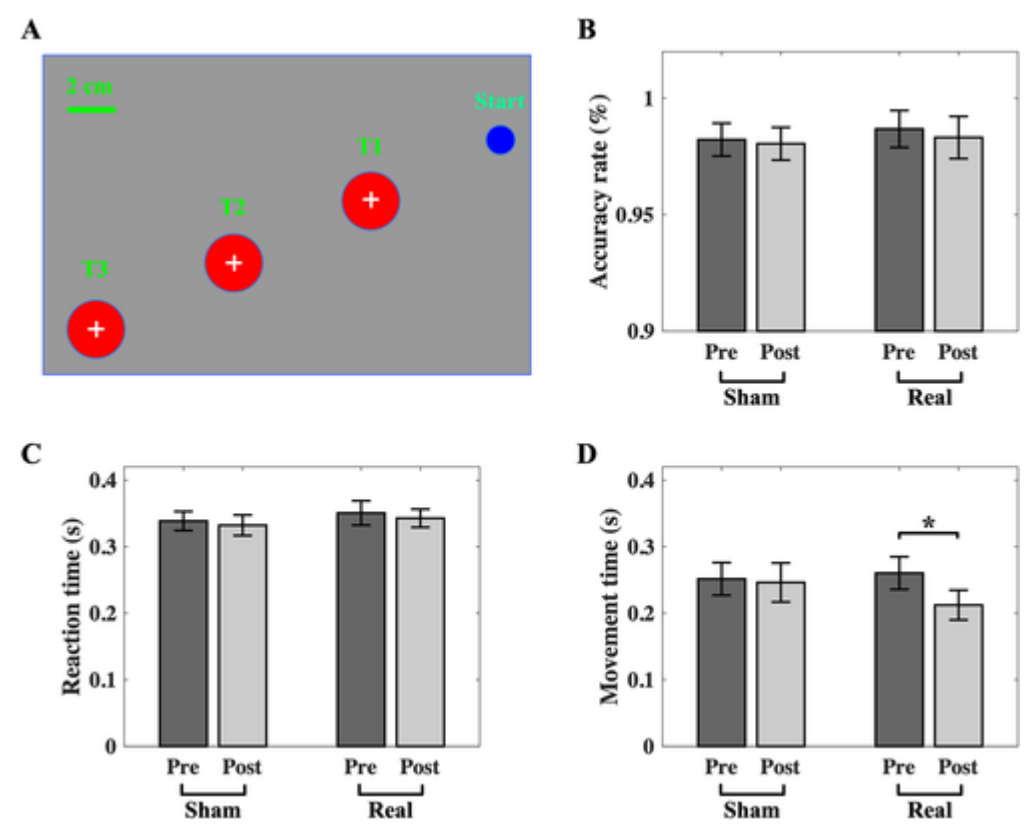 A
2 cm
Start
T1
T2
T3
B
Accuracy rate (%)
1
0.95
0.9
Pre Post Pre Post
Sham Real
C
Reaction time (s)
0.4
0.3
0.2
0.1
0
Pre Post Pre Post
Sham Real
D
Movement time (s)
0.4
0.3
0.2
0.1
0
*
Pre Post Pre Post
Sham Real